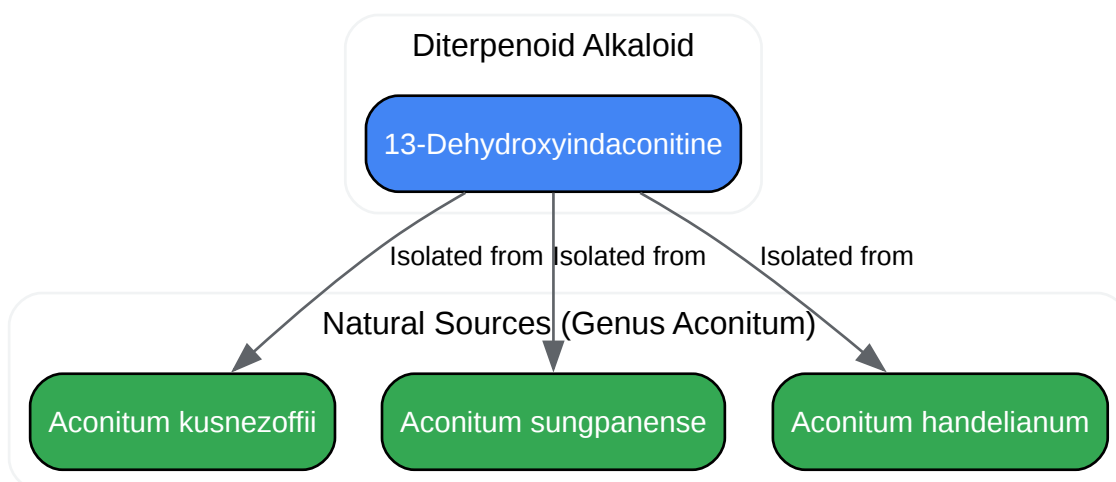 Diterpenoid Alkaloid
13-Dehydroxyindaconitine
Isolated from
Isolated from
Isolated from
Natural Sources (Genus Aconitum)
Aconitum kusnezoffii
Aconitum sungpanense
Aconitum handelianum